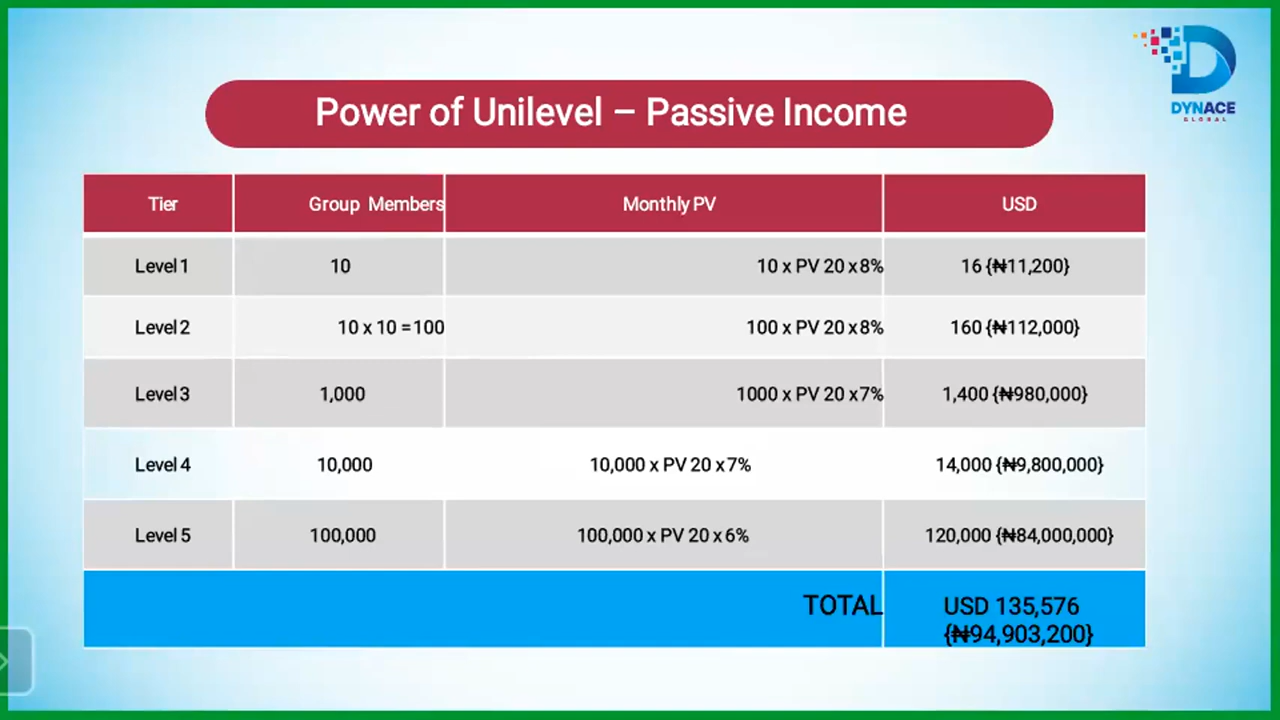 DYNACE
GLOBAL
Power of Unilevel – Passive Income
Tier Group Members Monthly PV USD
Level 1 10 10 x PV 20 x 8% 16 {₦11,200}
Level 2 10 x 10 = 100 100 x PV 20 x 8% 160 {₦112,000}
Level 3 1,000 1000 x PV 20 x 7% 1,400 {₦980,000}
Level 4 10,000 10,000 x PV 20 x 7% 14,000 {₦9,800,000}
Level 5 100,000 100,000 x PV 20 x 6% 120,000 {₦84,000,000}
TOTAL USD 135,576
{₦94,903,200}